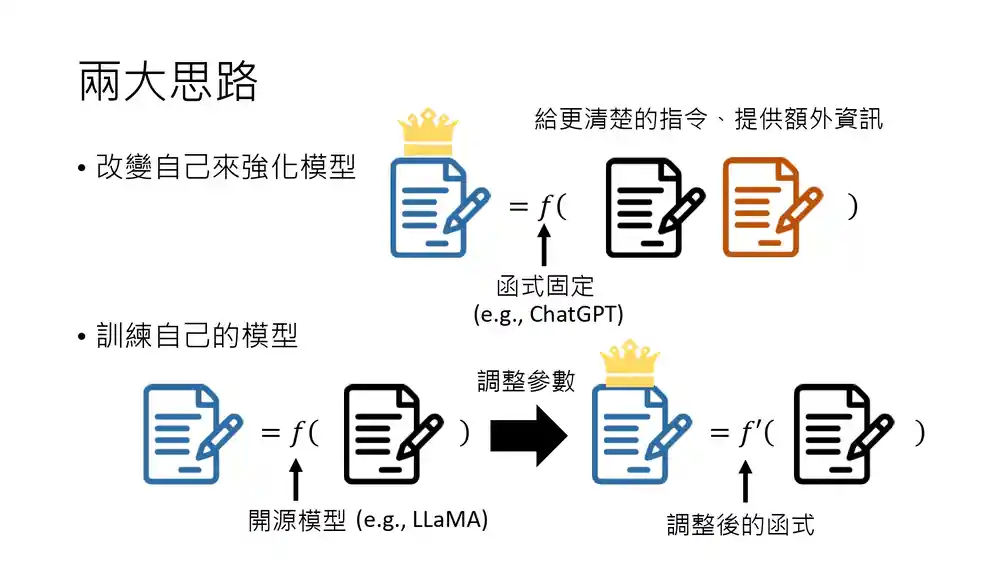 兩大思路
給更清楚的指令、提供額外資訊
• 改變自己來強化模型
= f( )
函式固定
(e.g., ChatGPT)
• 訓練自己的模型
調整參數
= f( ) = f′( )
開源模型 (e.g., LLaMA) 調整後的函式